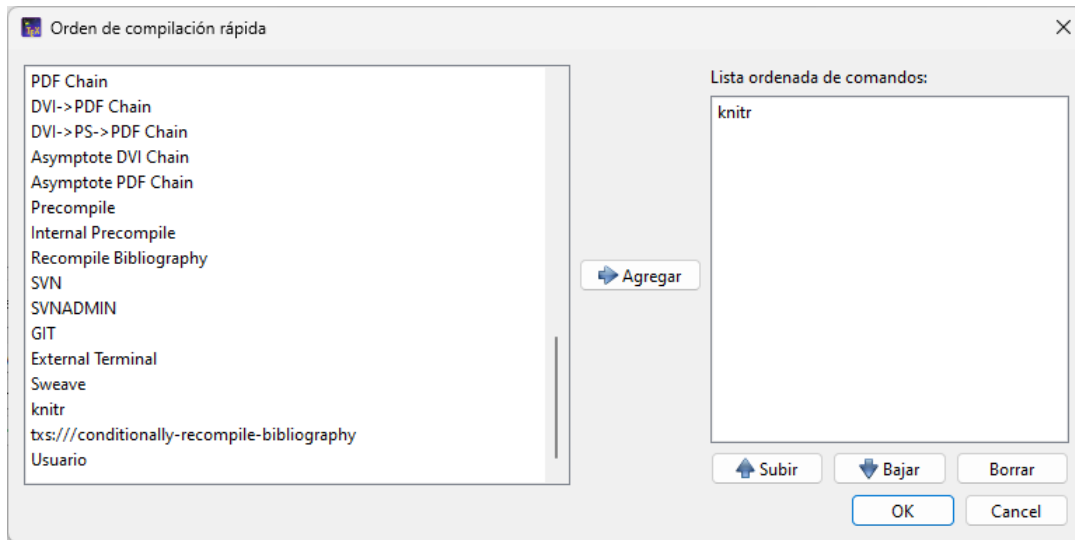 Orden de compilación rápida
PDF Chain
DVI->PDF Chain
DVI->PS->PDF Chain
Asymptote DVI Chain
Asymptote PDF Chain
Precompile
Internal Precompile
Recompile Bibliography
SVN
SVNADMIN
GIT
External Terminal
Sweave
knitr
txs:///conditionally-recompile-bibliography
Usuario
Agregar
Lista ordenada de comandos:
knitr
Subir
Bajar
Borrar
OK
Cancel